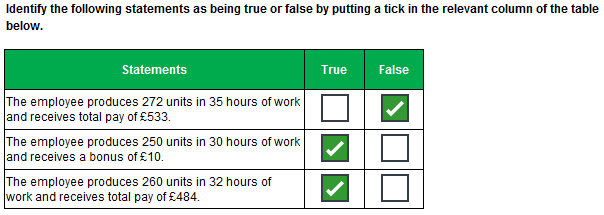 Identify the following statements as being true or false by putting a tick in the relevant column of the table
below.
Statements True False
The employee produces 272 units in 35 hours of work
and receives total pay of £533.
The employee produces 250 units in 30 hours of work
and receives a bonus of £10.
The employee produces 260 units in 32 hours of
work and receives total pay of £484.